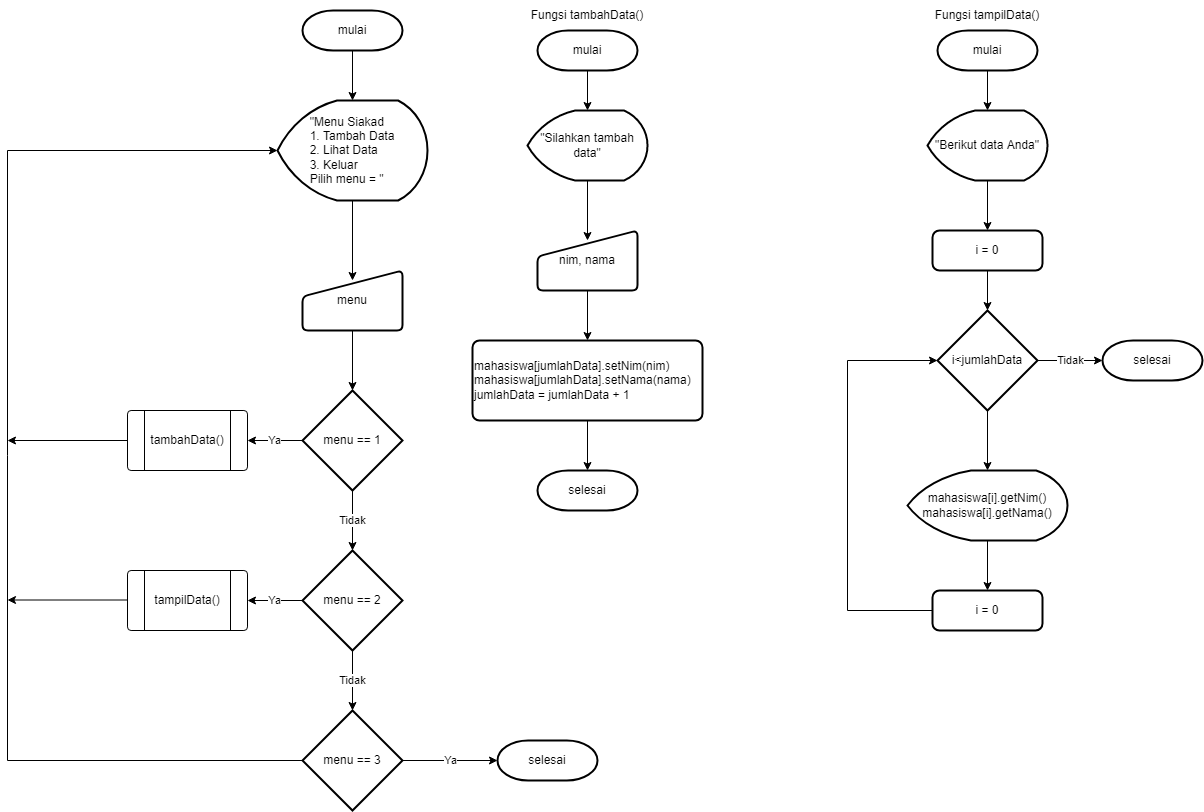 mulai
"Menu Siakad
1. Tambah Data
2. Lihat Data
3. Keluar
Pilih menu = "
menu
menu == 1
Ya
tambahData()
Tidak
menu == 2
Ya
tampilData()
Tidak
menu == 3
Ya
selesai
Fungsi tambahData()
mulai
"Silahkan tambah
data"
nim, nama
mahasiswa[jumlahData].setNim(nim)
mahasiswa[jumlahData].setNama(nama)
jumlahData = jumlahData + 1
selesai
Fungsi tampilData()
mulai
"Berikut data Anda"
i = 0
i<jumlahData
Tidak
selesai
mahasiswa[i].getNim()
mahasiswa[i].getNama()
i = 0